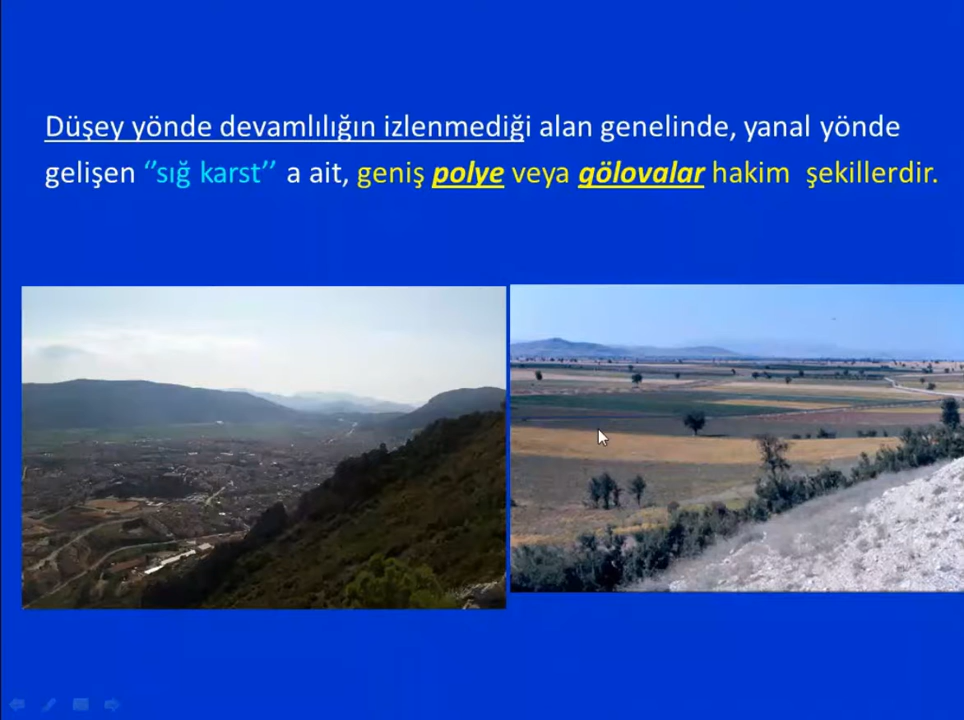 Düşey yönde devamlılığın izlenmediği alan genelinde, yanal yönde
gelişen ‘’sığ karst’’ a ait, geniş polye veya gölovalar hakim şekillerdir.